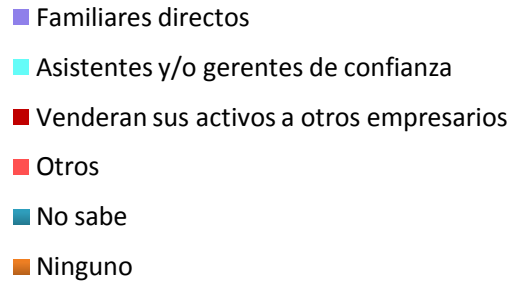 Familiares directos
Asistentes y/o gerentes de confianza
Venderan sus activos a otros empresarios
Otros
No sabe
Ninguno